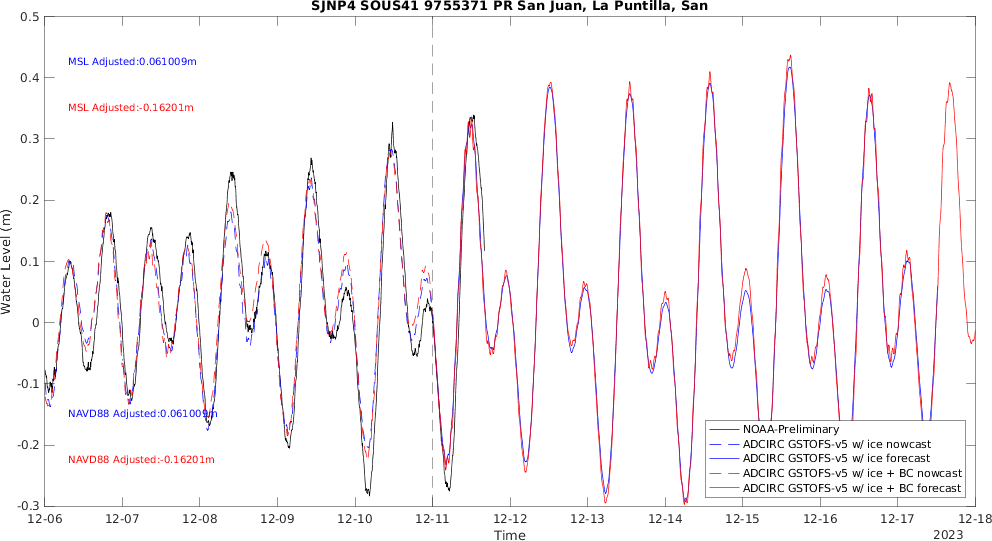 SJNP4 SOUS41 9755371 PR San Juan, La Puntilla, San
0.5
MSL Adjusted:0.061009m
0.4
MSL Adjusted:-0.16201m
0.3
0.2
0.1
Water Level (m)
0
-0.1
NAVD88 Adjusted:0.061009m
-0.2
NAVD88 Adjusted:-0.16201m
-0.3
NOAA-Preliminary
ADCIRC GSTOFS-v5 w/ ice nowcast
ADCIRC GSTOFS-v5 w/ ice forecast
ADCIRC GSTOFS-v5 w/ ice + BC nowcast
ADCIRC GSTOFS-v5 w/ ice + BC forecast
12-06 12-07 12-08 12-09 12-10 12-11 12-12 12-13 12-14 12-15 12-16 12-17 12-18
Time
2023